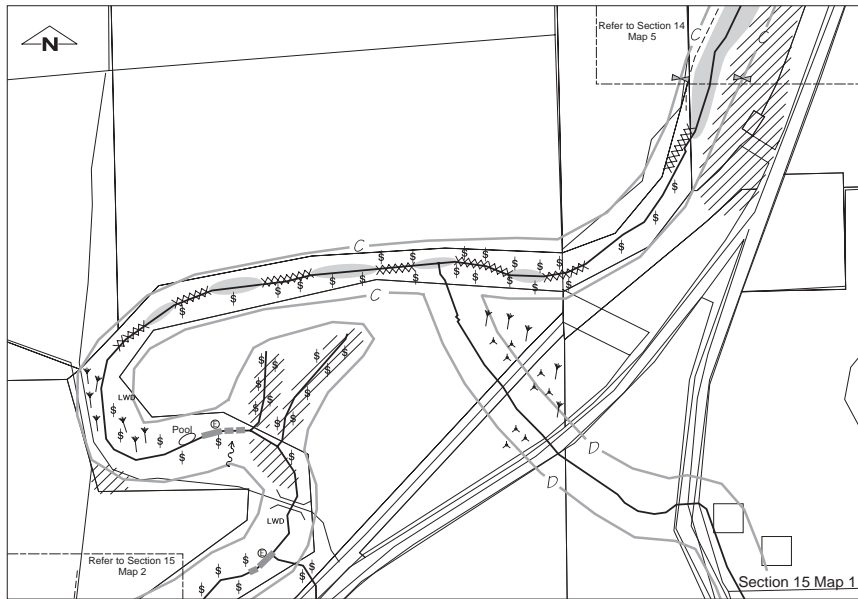 N
Refer to Section 14
Map 5
C
C
C
C
LWD
E
Pool
D
D
LWD
E
Refer to Section 15
Map 2
Section 15 Map 1